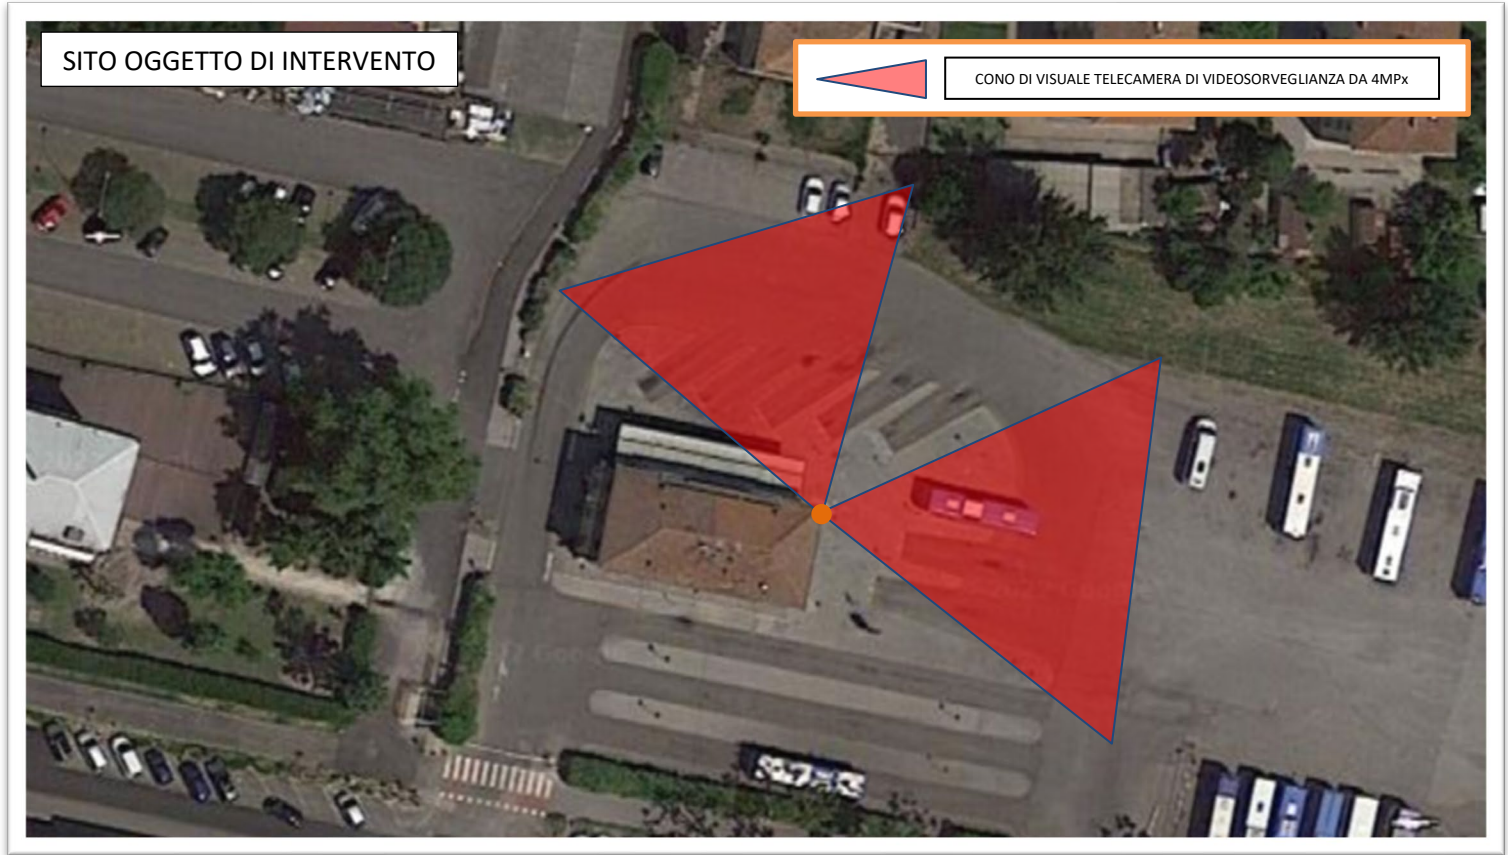 SITO OGGETTO DI INTERVENTO
CONO DI VISUALE TELECAMERA DI VIDEOSORVEGLIANZA DA 4MPx